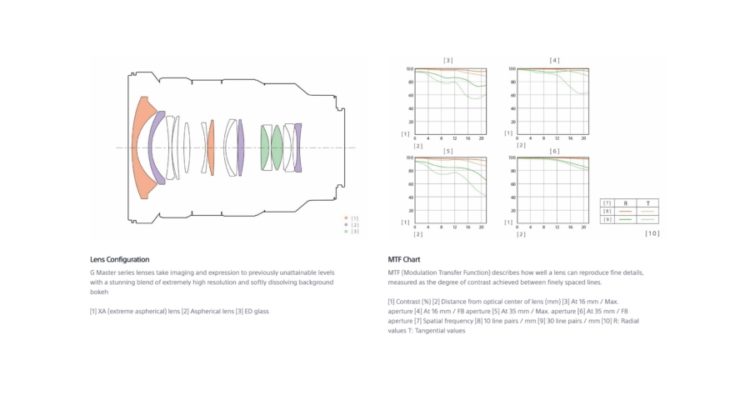 [3]
[4]
100
80
60
40
20
[1]
0 4 8 12 16 20
[2]
100
80
60
40
20
[1]
0 4 8 12 16 20
[2]
[5]
[6]
100
80
60
40
20
[1]
0 4 8 12 16 20
[2]
100
80
60
40
20
[1]
0 4 8 12 16 20
[2]
[7] R T
[8]
[9]
[10]
[1]
[2]
[3]
Lens Configuration
G Master series lenses take imaging and expression to previously unattainable levels
with a stunning blend of extremely high resolution and softly dissolving background
bokeh
[1] XA (extreme aspherical) lens [2] Aspherical lens [3] ED glass
MTF Chart
MTF (Modulation Transfer Function) describes how well a lens can reproduce fine details,
measured as the degree of contrast achieved between finely spaced lines.
[1] Contrast (%) [2] Distance from optical center of lens (mm) [3] At 16 mm / Max.
aperture [4] At 16 mm / F8 aperture [5] At 35 mm / Max. aperture [6] At 35 mm / F8
aperture [7] Spatial frequency [8] 10 line pairs / mm [9] 30 line pairs / mm [10] R: Radial
values T: Tangential values